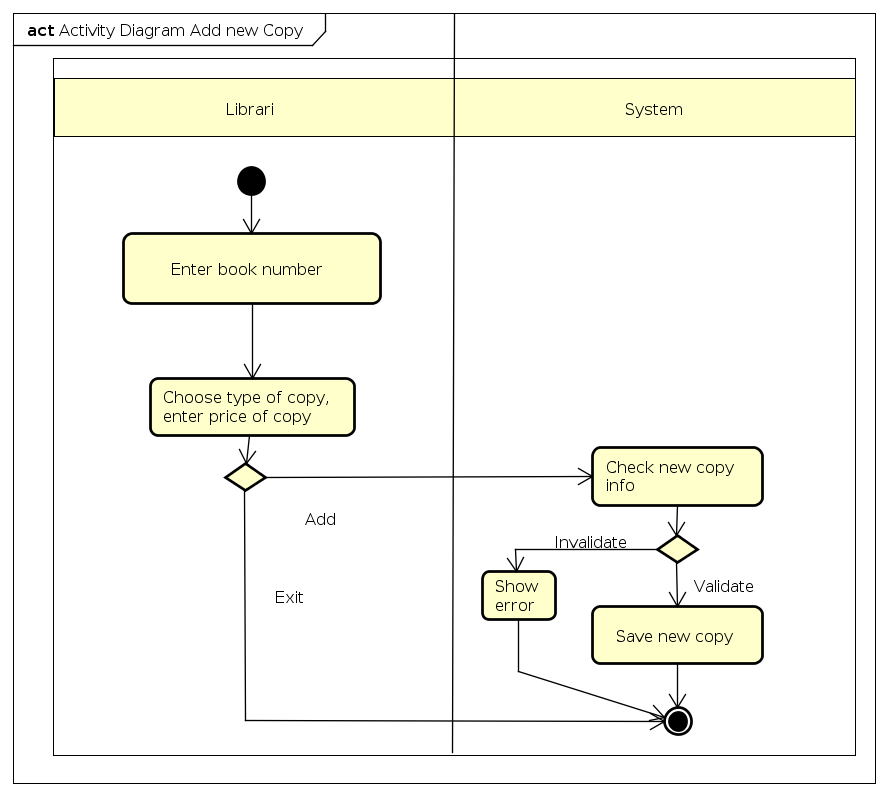 act Activity Diagram Add new Copy
Librari
System
Enter book number
Choose type of copy,
enter price of copy
Check new copy
info
Add
Invalidate
Show
error
Validate
Exit
Save new copy